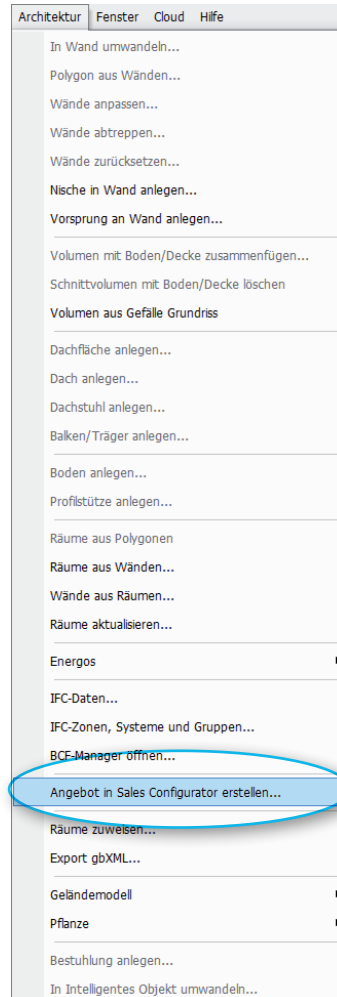 Architektur Fenster Cloud Hilfe
In Wand umwandeln...
Polygon aus Wänden...
Wände anpassen...
Wände abtreppen...
Wände zurücksetzen...
Nische in Wand anlegen...
Vorsprung an Wand anlegen...
Volumen mit Boden/Decke zusammenfügen...
Schnittvolumen mit Boden/Decke löschen
Volumen aus Gefälle Grundriss
Dachfläche anlegen...
Dach anlegen...
Dachstuhl anlegen...
Balken/Träger anlegen...
Boden anlegen...
Profilstütze anlegen...
Räume aus Polygonen
Räume aus Wänden...
Wände aus Räumen...
Räume aktualisieren...
Energos
IFC-Daten...
IFC-Zonen, Systeme und Gruppen...
BCF-Manager öffnen...
Angebot in Sales Configurator erstellen...
Räume zuweisen...
Export gbXML...
Geländemodell
Pflanze
Bestuhlung anlegen...
In Intelligentes Objekt umwandeln...